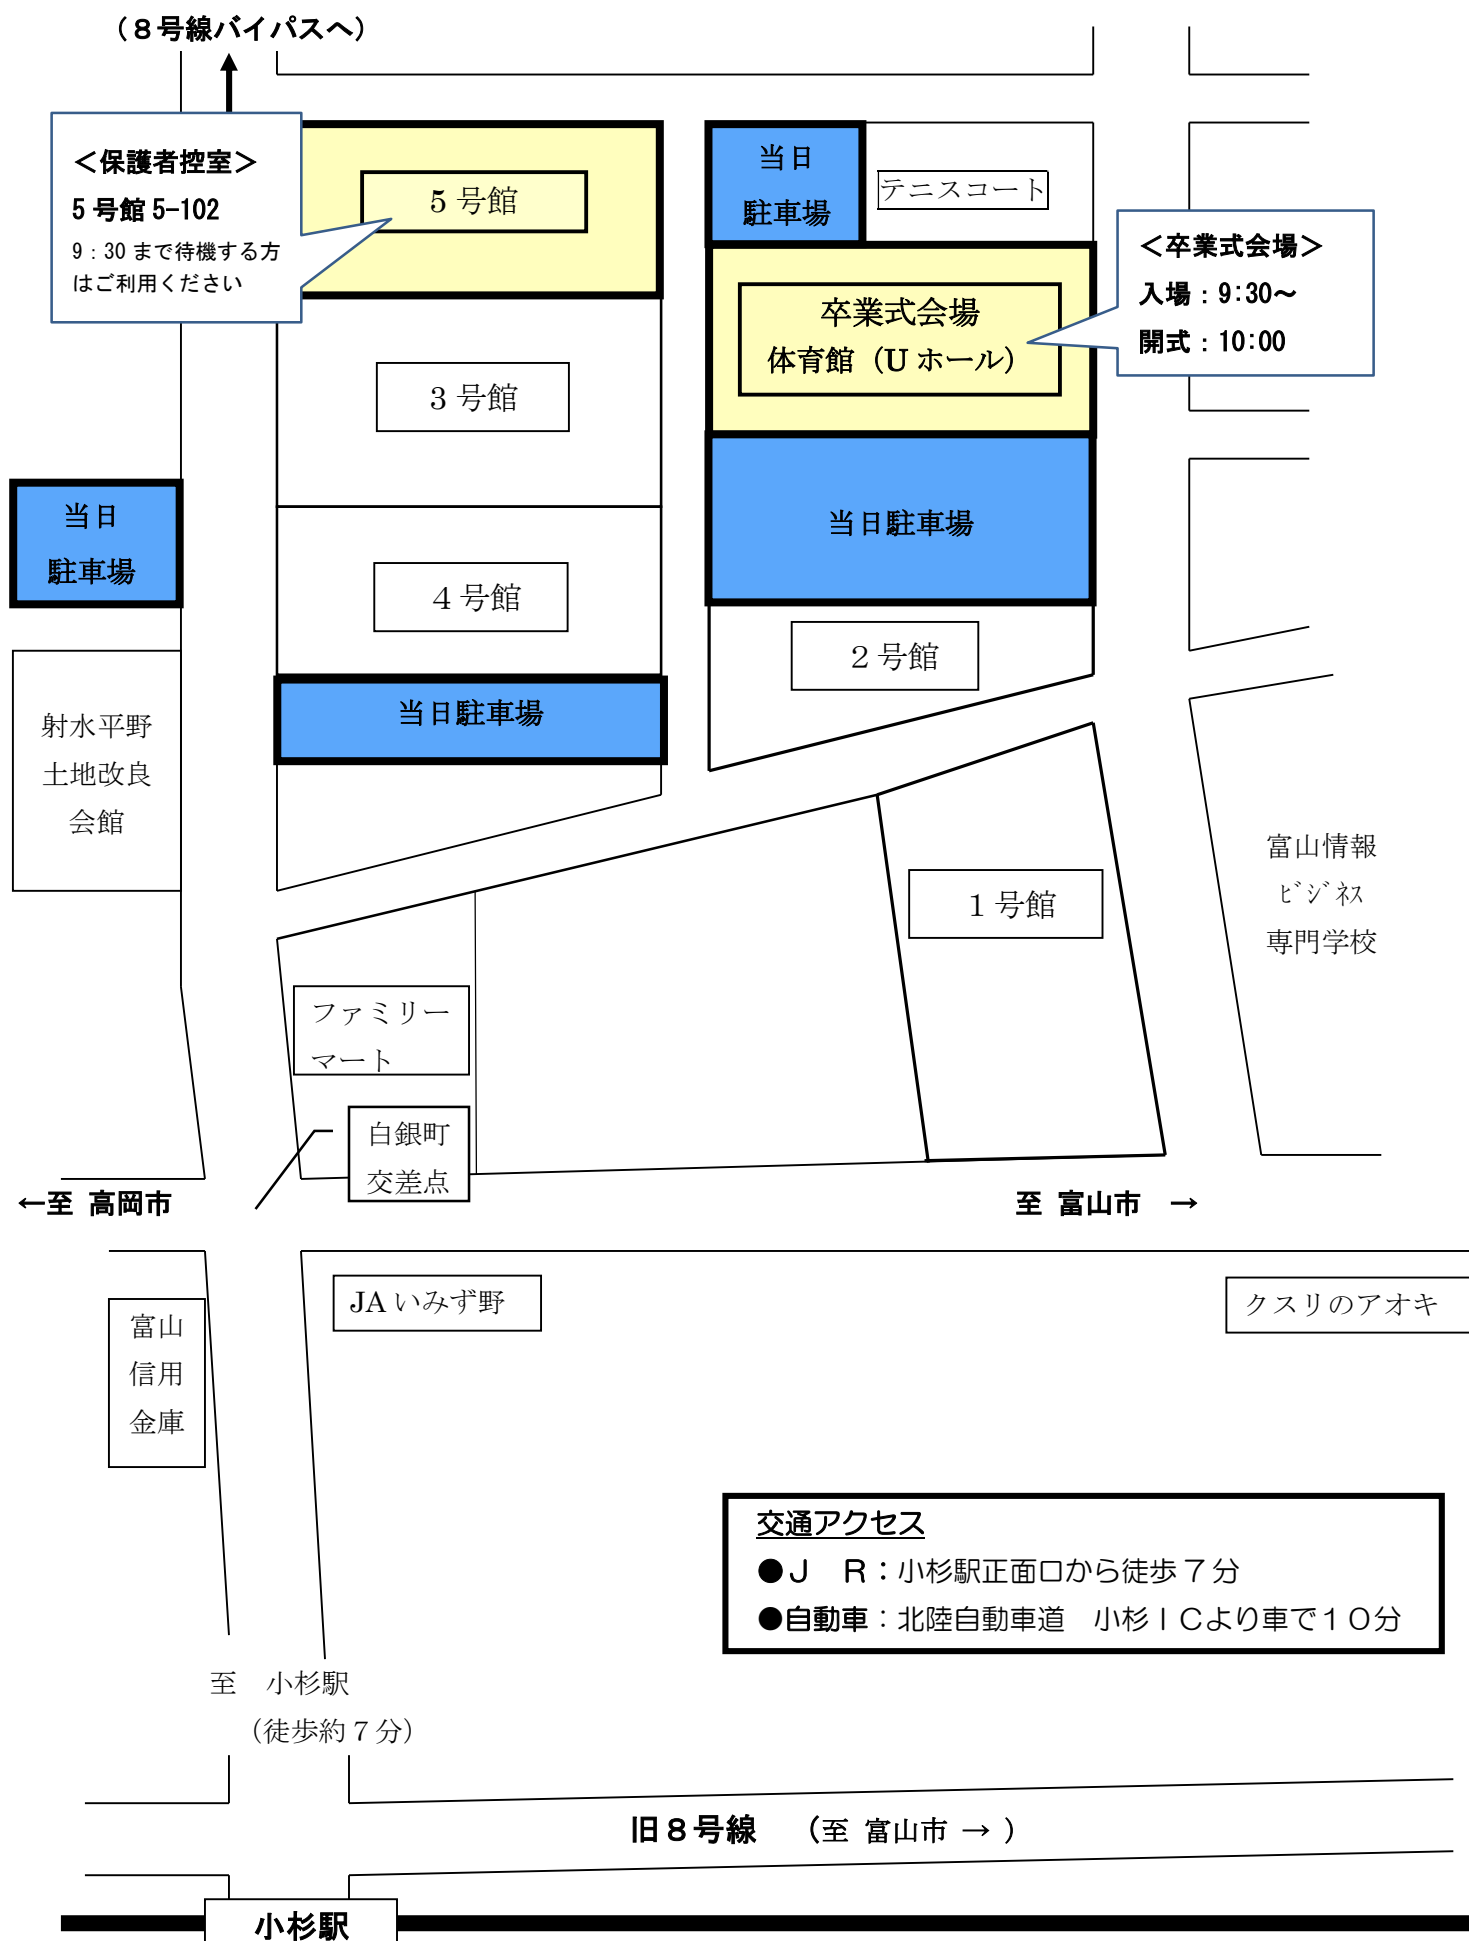 （８号線バイパスへ）
＜保護者控室＞
5 号館 5-102
9：30 まで待機する方
はご利用ください
5 号館
当日
駐車場
テニスコート
＜卒業式会場＞
入場：9:30～
開式：10:00
卒業式会場
体育館（U ホール）
3 号館
当日
駐車場
当日駐車場
4 号館
２号館
当日駐車場
射水平野
土地改良
会館
富山情報
ﾋﾞｼﾞﾈｽ
専門学校
１号館
ファミリー
マート
白銀町
交差点
←至 高岡市
至 富山市　→
JA いみず野
クスリのアオキ
富山
信用
金庫
交通アクセス
●Ｊ　Ｒ：小杉駅正面口から徒歩７分
●自動車：北陸自動車道　小杉ＩＣより車で１０分
至　小杉駅
（徒歩約７分）
旧８号線　（至 富山市 → ）
小杉駅